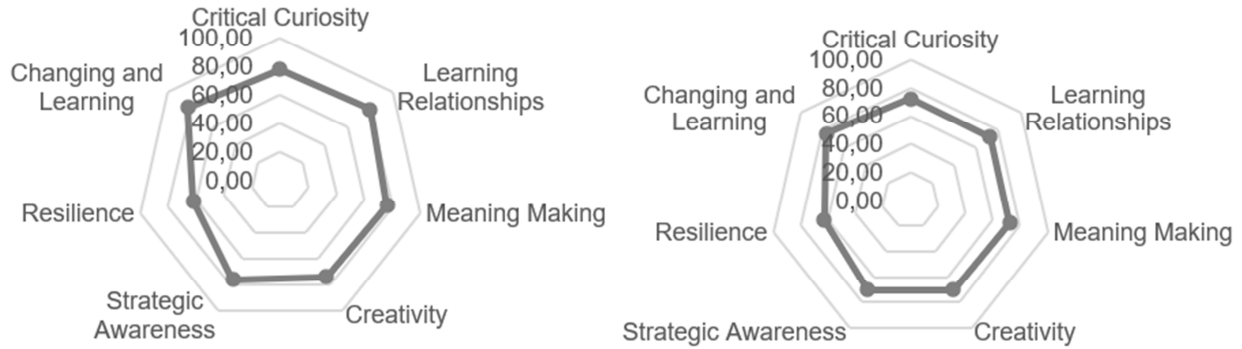 Critical Curiosity
100,00
80,00
60,00
40,00
20,00
0,00
Learning
Relationships
Meaning Making
Creativity
Strategic
Awareness
Resilience
Changing and
Learning
Critical Curiosity
100,00
80,00
60,00
40,00
20,00
0,00
Learning
Relationships
Meaning Making
Creativity
Strategic Awareness
Resilience
Changing and
Learning